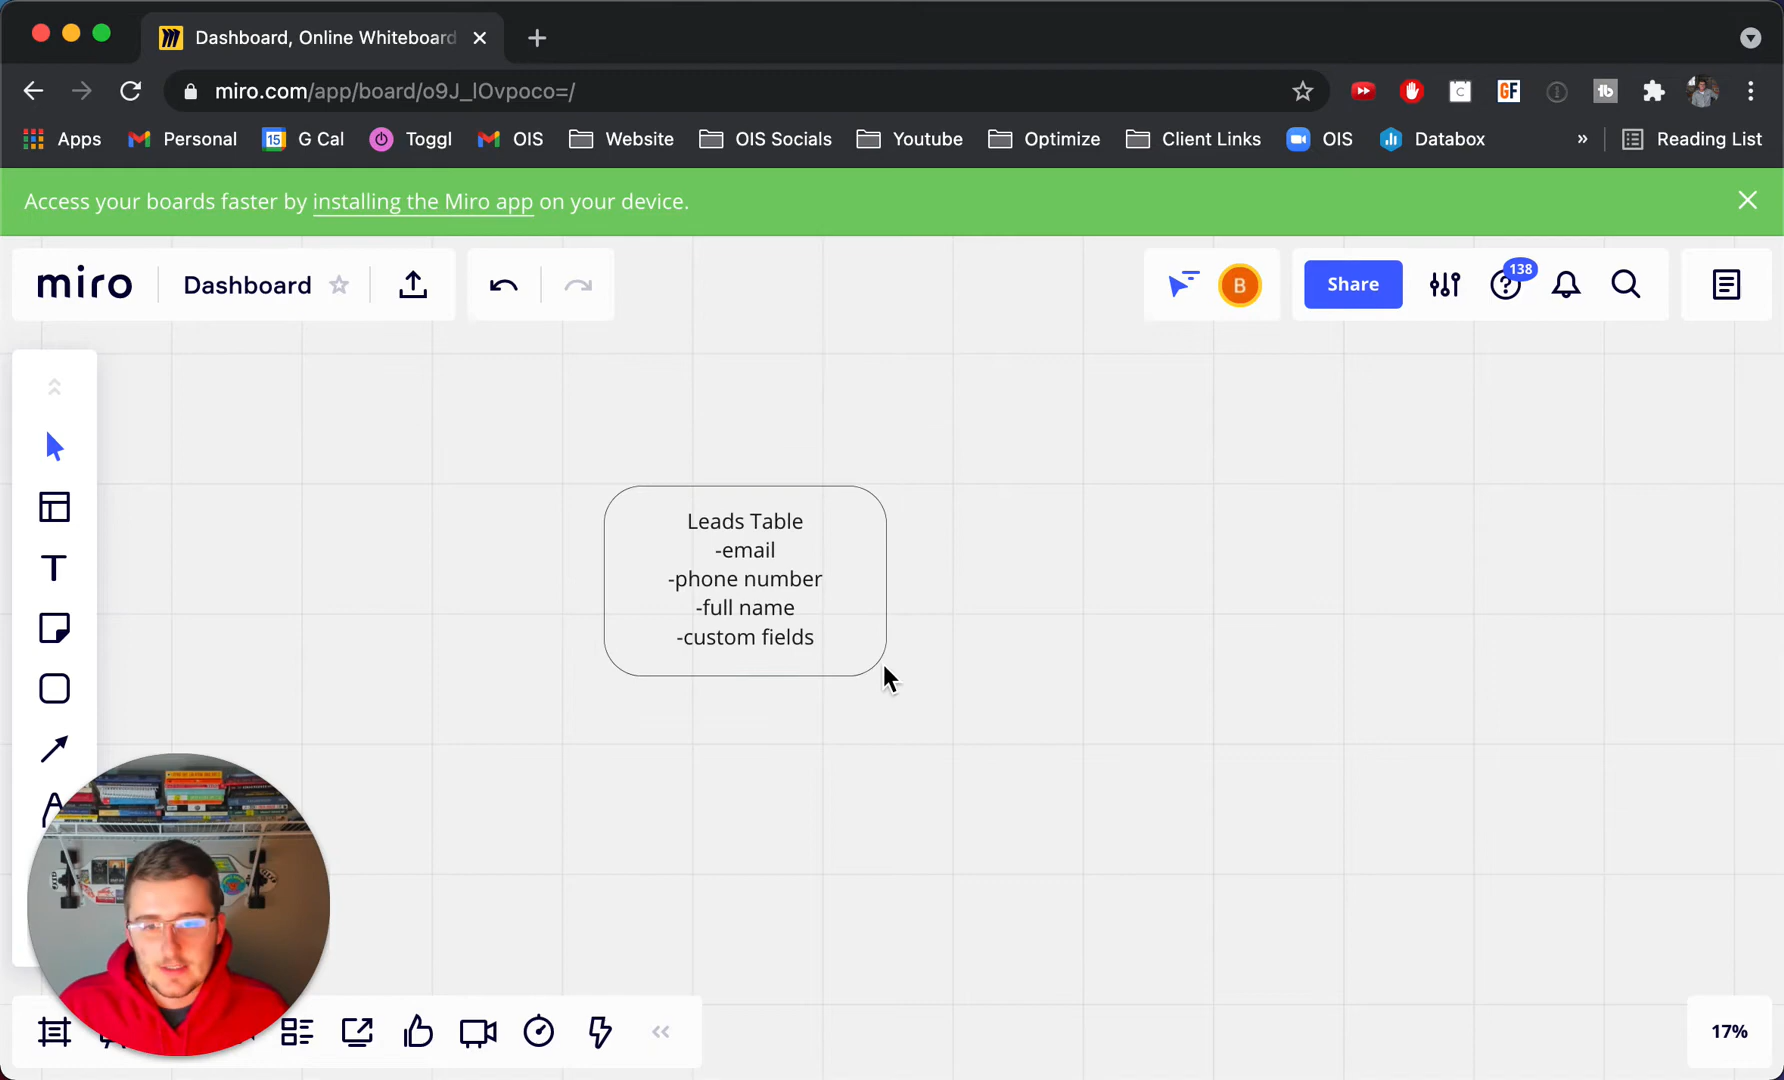 Dashboard, Online Whiteboard
miro.com/app/board/o9J_lOvpoco=/
Apps
Personal
15
G Cal
Toggl
OIS
Website
OIS Socials
Youtube
Optimize
Client Links
OIS
Databox
»
Reading List
Access your boards faster by installing the Miro app on your device.
miro
Dashboard
B
Share
138
Leads Table
-email
-phone number
-full name
-custom fields
17%